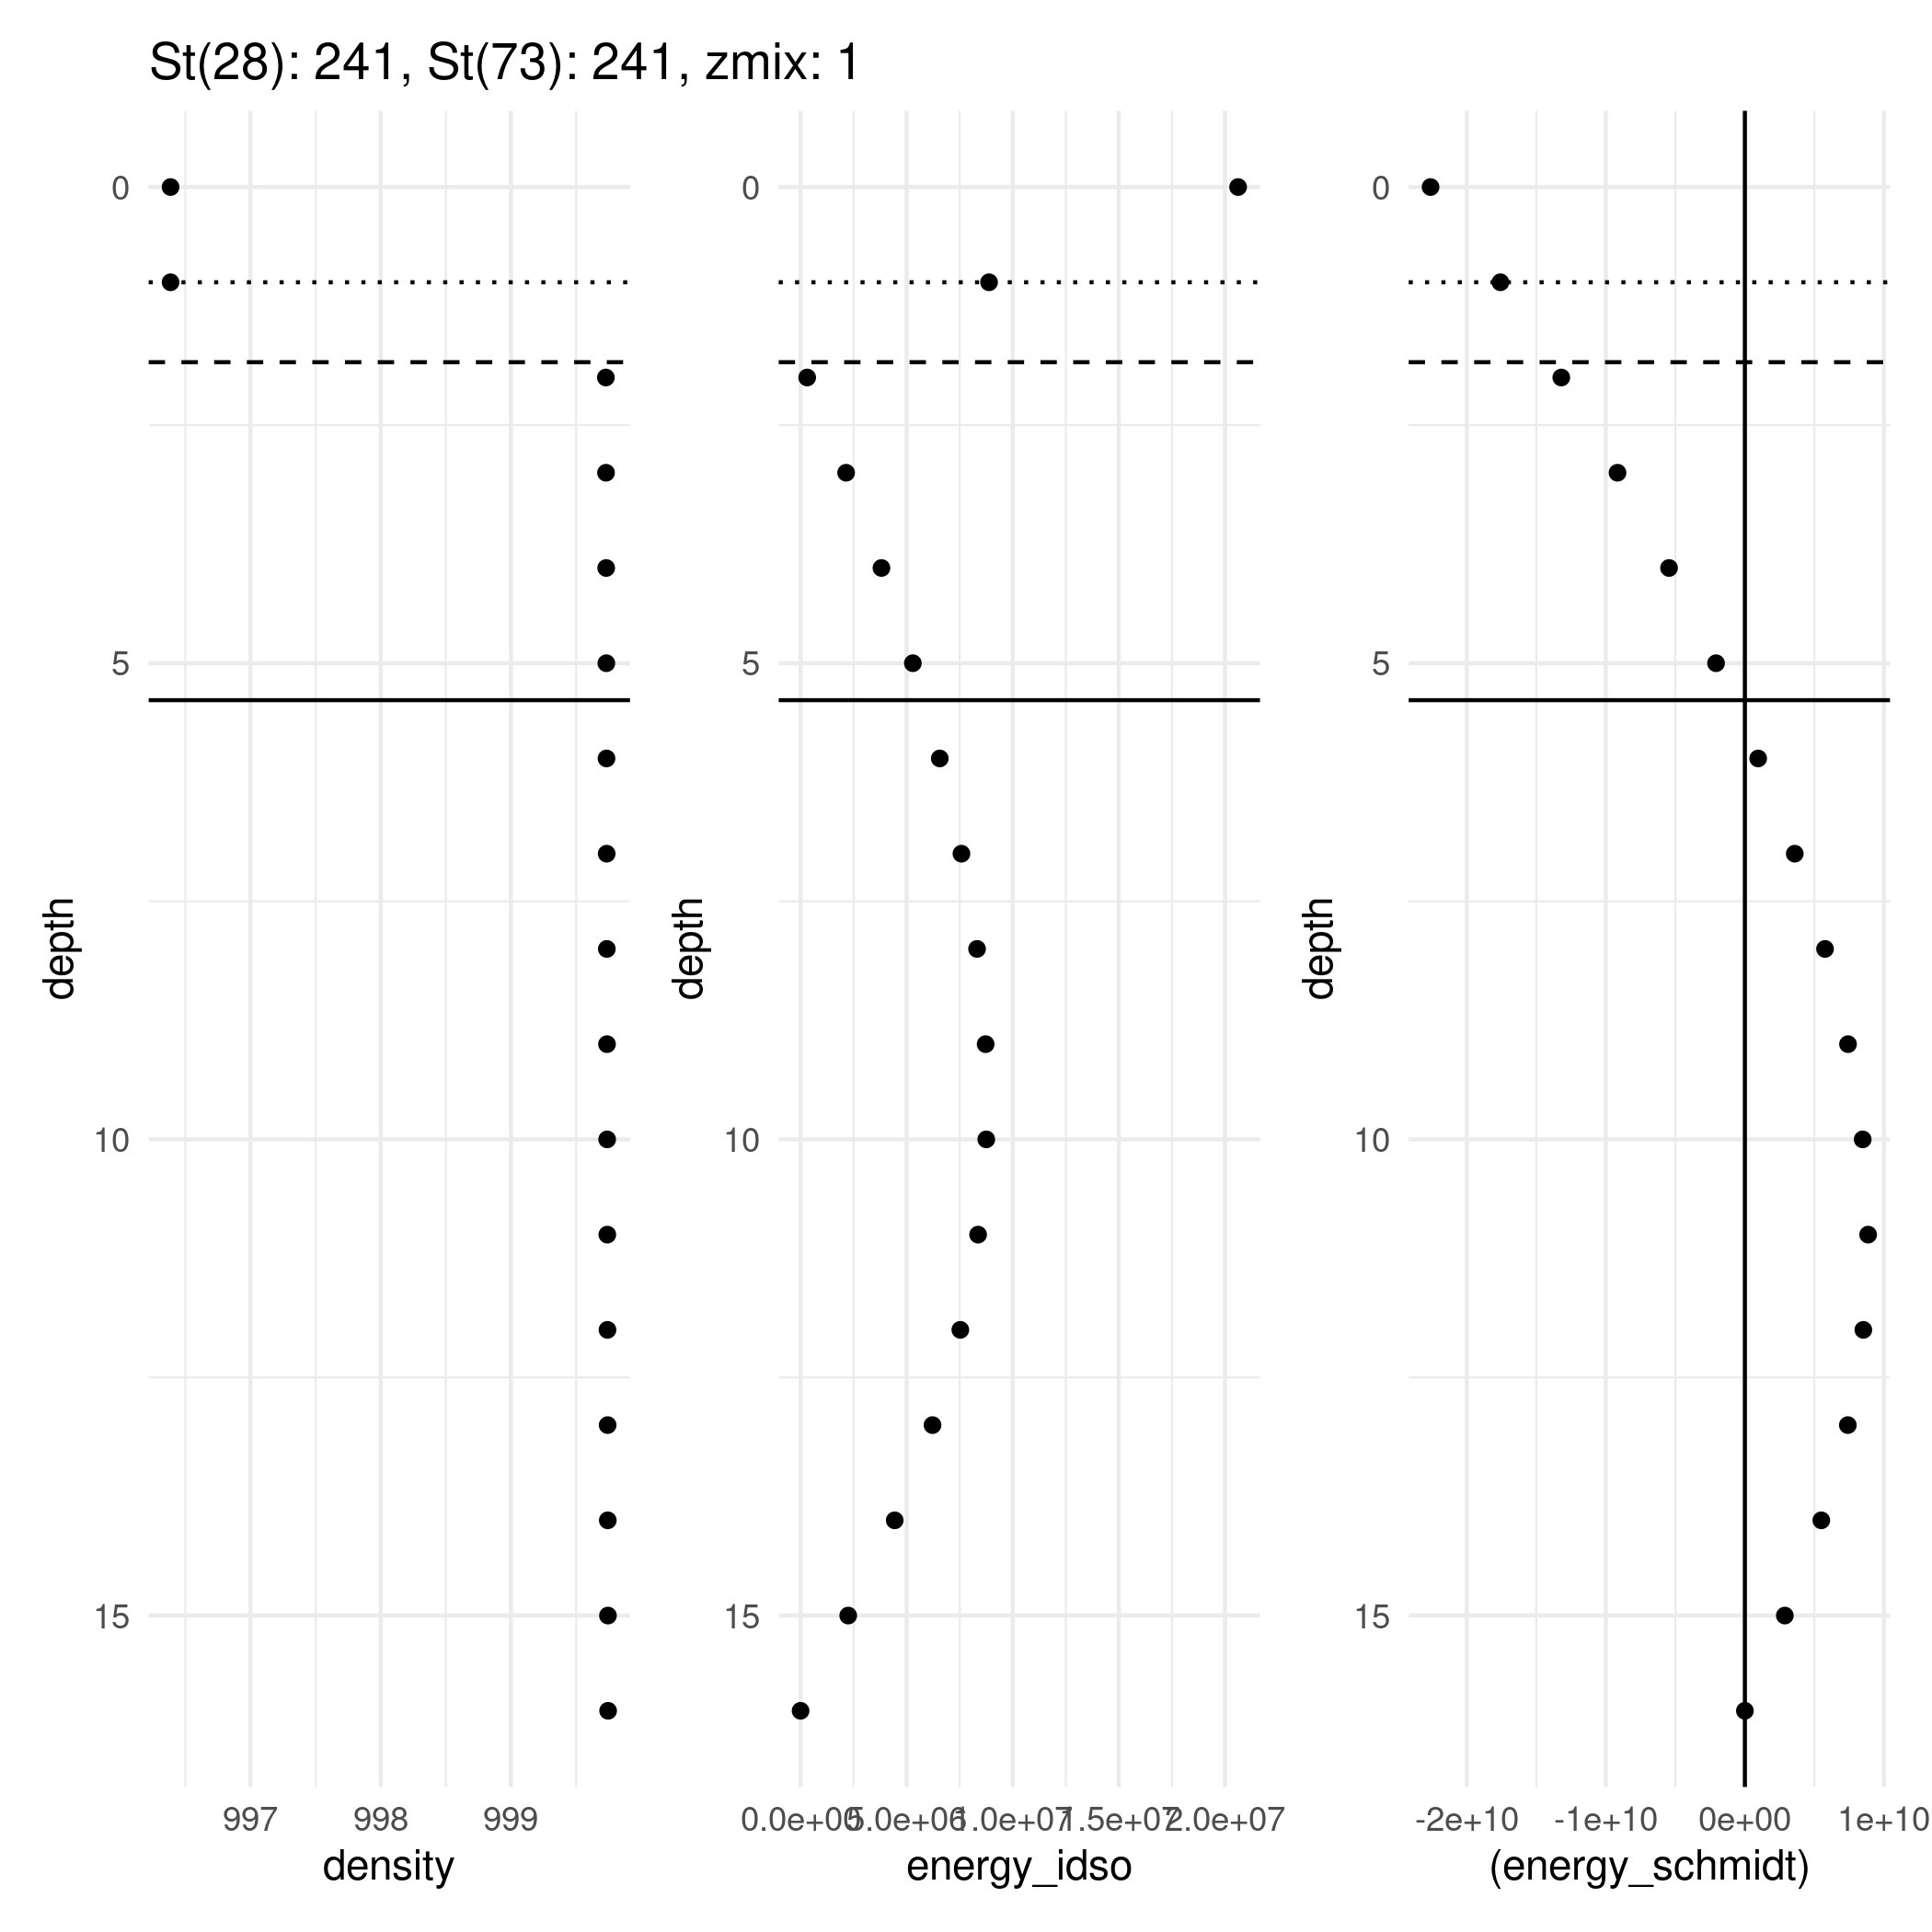 St(28): 241, St(73): 241, zmix: 1
0
5
10
15
depth
997 998 999
density
0
5
10
15
depth
0.0e+00 5.0e+06 1.0e+07 1.5e+07 2.0e+07
energy_idso
0
5
10
15
depth
-2e+10 -1e+10 0e+00 1e+10
(energy_schmidt)